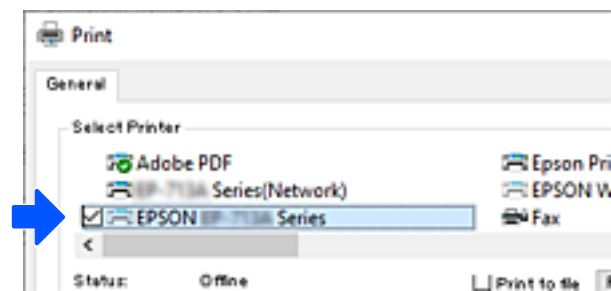 Print
General
Select Printer
Adobe PDF
Epson Pri
Series(Network)
EPSON W
EPSON Series
Fax
Status: Offline
Print to file